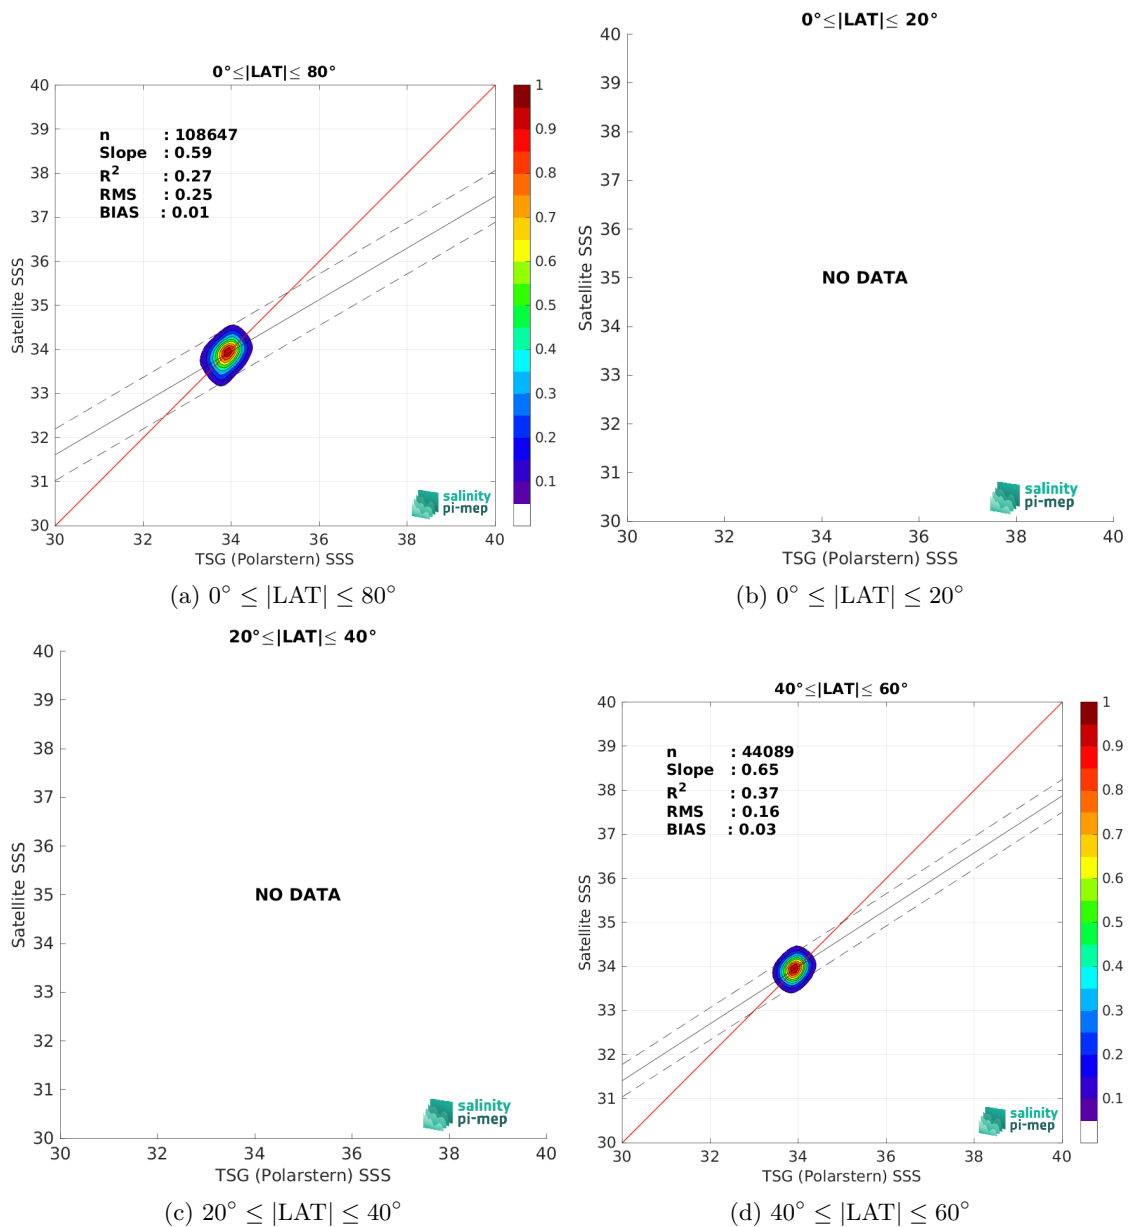 0°≤|LAT|≤ 80°
40
39
38
37
36
35
34
33
32
31
30
Satellite SSS
n : 108647
Slope : 0.59
R² : 0.27
RMS : 0.25
BIAS : 0.01
1
0.9
0.8
0.7
0.6
0.5
0.4
0.3
0.2
0.1
salinity
pi-mep
30 32 34 36 38 40
TSG (Polarstern) SSS
(a) 0° ≤ |LAT| ≤ 80°
0°≤|LAT|≤ 20°
40
39
38
37
36
35
34
33
32
31
30
Satellite SSS
NO DATA
salinity
pi-mep
30 32 34 36 38 40
TSG (Polarstern) SSS
(b) 0° ≤ |LAT| ≤ 20°
20°≤|LAT|≤ 40°
40
39
38
37
36
35
34
33
32
31
30
Satellite SSS
NO DATA
salinity
pi-mep
30 32 34 36 38 40
TSG (Polarstern) SSS
(c) 20° ≤ |LAT| ≤ 40°
40°≤|LAT|≤ 60°
40
39
38
37
36
35
34
33
32
31
30
Satellite SSS
n : 44089
Slope : 0.65
R² : 0.37
RMS : 0.16
BIAS : 0.03
1
0.9
0.8
0.7
0.6
0.5
0.4
0.3
0.2
0.1
salinity
pi-mep
30 32 34 36 38 40
TSG (Polarstern) SSS
(d) 40° ≤ |LAT| ≤ 60°